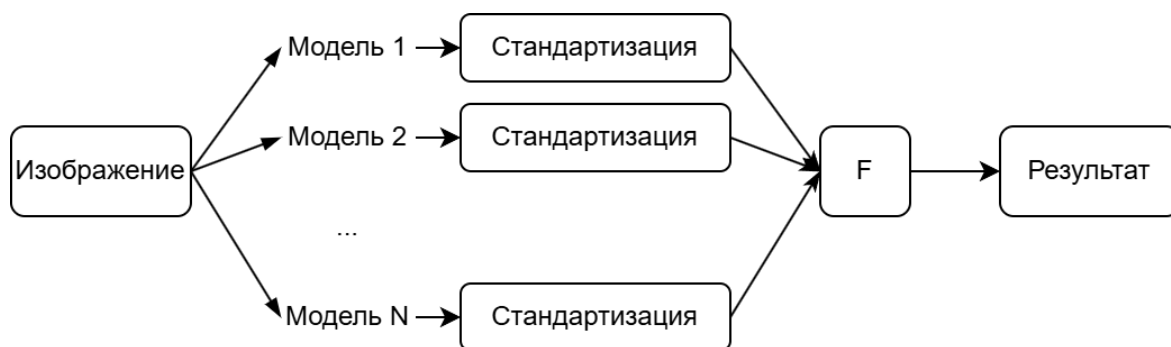 Изображение
Модель 1
Стандартизация
Модель 2
Стандартизация
...
Модель N
Стандартизация
F
Результат